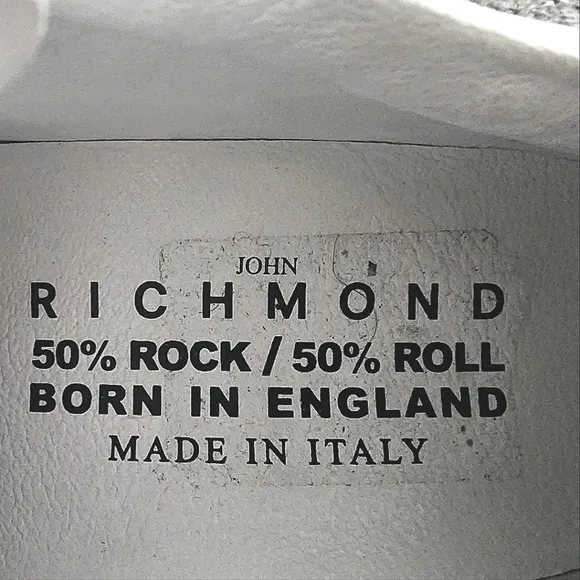 JOHN
RICHMOND
50% ROCK / 50% ROLL
BORN IN ENGLAND
MADE IN ITALY